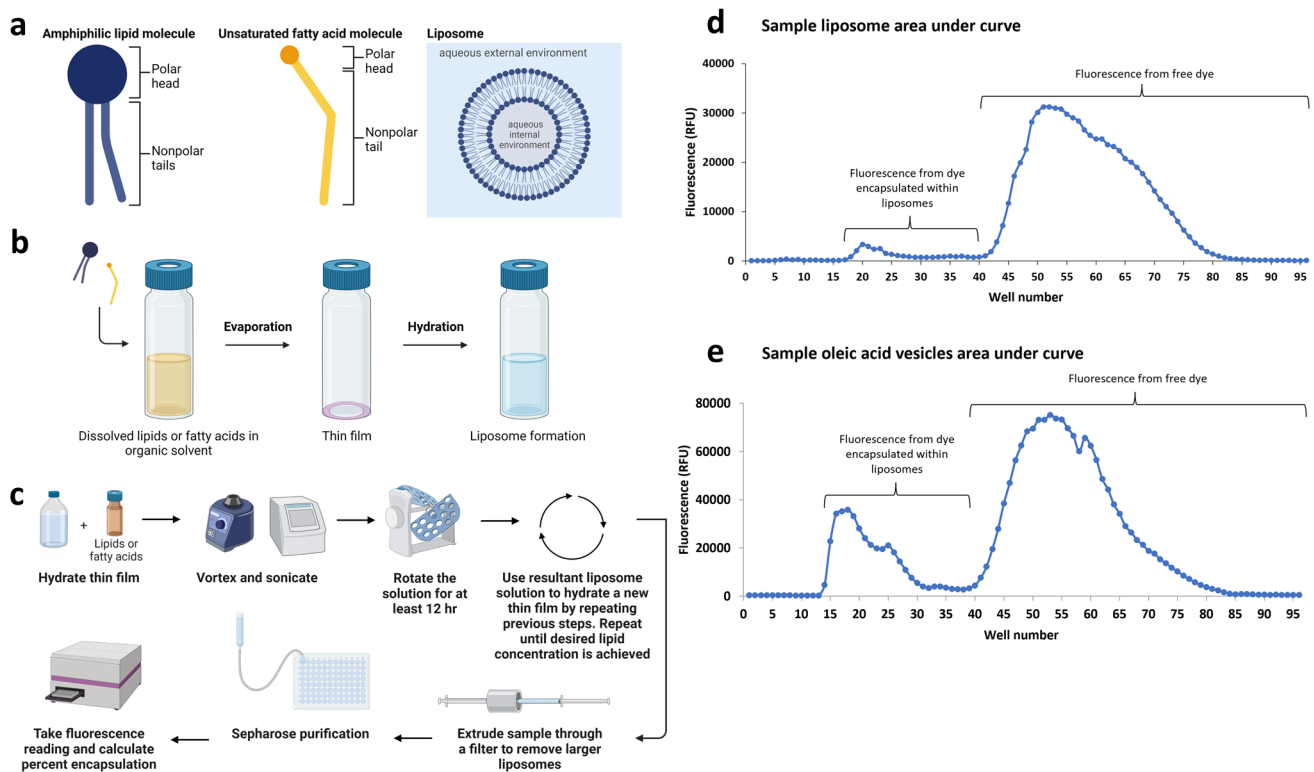 a
Amphiphilic lipid molecule
Polar
head
Nonpolar
tails
Unsaturated fatty acid molecule
Polar
head
Nonpolar
tail
Liposome
aqueous external environment
aqueous
internal
environment
b
Evaporation
Hydration
Dissolved lipids or fatty acids in
organic solvent
Thin film
Liposome formation
c
+
Lipids or
fatty acids
Hydrate thin film
Vortex and sonicate
Rotate the
solution for at
least 12 hr
Use resultant liposome
solution to hydrate a new
thin film by repeating
previous steps. Repeat
until desired lipid
concentration is achieved
Extrude sample through
a filter to remove larger
liposomes
Sepharose purification
Take fluorescence
reading and calculate
percent encapsulation
d
Sample liposome area under curve
Fluorescence (RFU)
40000
30000
20000
10000
0
Fluorescence from dye
encapsulated within
liposomes
Fluorescence from free dye
0 5 10 15 20 25 30 35 40 45 50 55 60 65 70 75 80 85 90 95
Well number
e
Sample oleic acid vesicles area under curve
Fluorescence (RFU)
80000
60000
40000
20000
0
Fluorescence from dye
encapsulated within
liposomes
Fluorescence from free dye
0 5 10 15 20 25 30 35 40 45 50 55 60 65 70 75 80 85 90 95
Well number